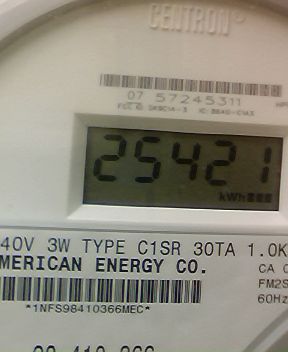 CENTRON®
07 57245311
25421
kWh
40V 3W TYPE C1SR 30TA 1.0K
MERICAN ENERGY CO.
CA 0
FM2S
60Hz
*1NFS98410366MEC*